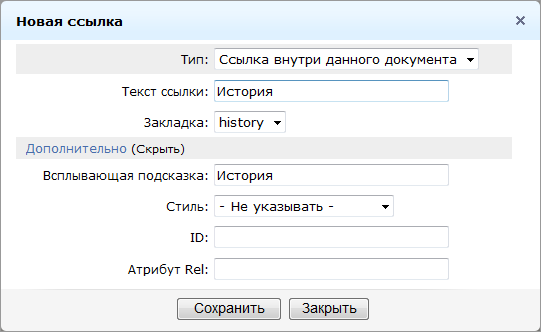 Новая ссылка
Тип: Ссылка внутри данного документа
Текст ссылки: История
Закладка: history
Дополнительно (Скрыть)
Всплывающая подсказка: История
Стиль: - Не указывать -
ID:
Атрибут Rel:
Сохранить Закрыть